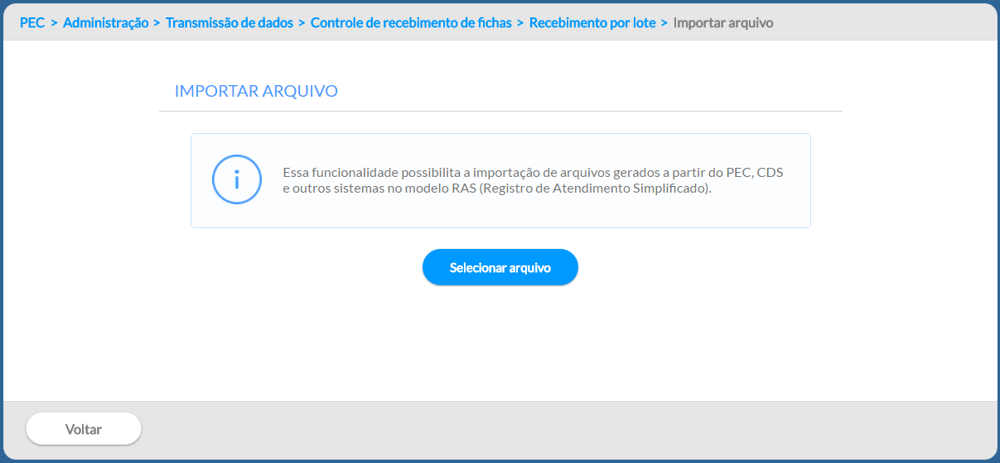 PEC > Administração > Transmissão de dados > Controle de recebimento de fichas > Recebimento por lote > Importar arquivo
IMPORTAR ARQUIVO
Essa funcionalidade possibilita a importação de arquivos gerados a partir do PEC, CDS
e outros sistemas no modelo RAS (Registro de Atendimento Simplificado).
Selecionar arquivo
Voltar